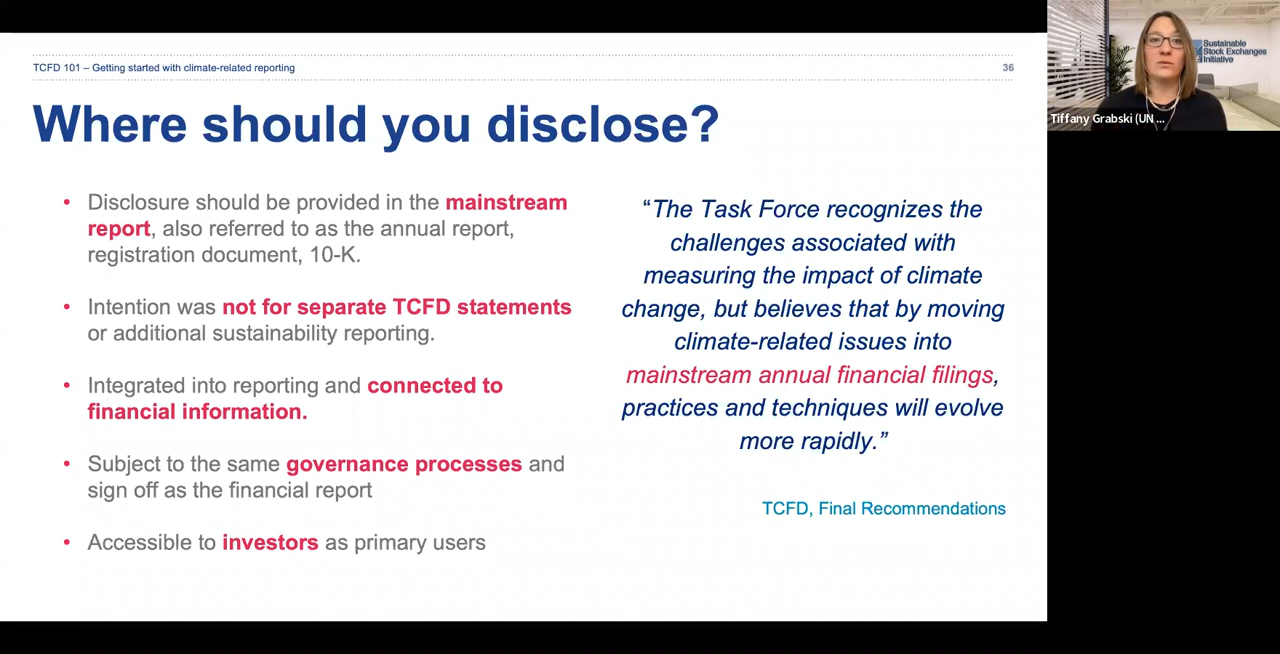 TCFD 101 – Getting started with climate-related reporting
36
Where should you disclose?
• Disclosure should be provided in the mainstream
report, also referred to as the annual report,
registration document, 10-K.
• Intention was not for separate TCFD statements
or additional sustainability reporting.
• Integrated into reporting and connected to
financial information.
• Subject to the same governance processes and
sign off as the financial report
• Accessible to investors as primary users
“The Task Force recognizes the
challenges associated with
measuring the impact of climate
change, but believes that by moving
climate-related issues into
mainstream annual financial filings,
practices and techniques will evolve
more rapidly.”
TCFD, Final Recommendations
Sustainable
Stock Exchanges
Initiative
Tiffany Grabski (UN ...